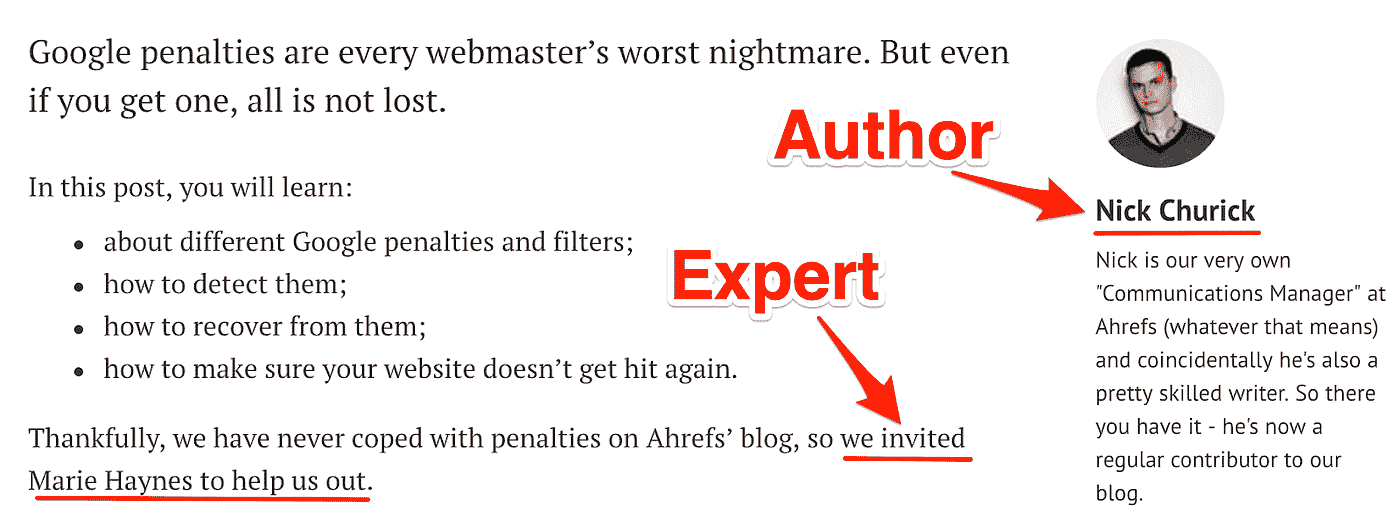 Google penalties are every webmaster’s worst nightmare. But even
if you get one, all is not lost.
In this post, you will learn:
about different Google penalties and filters;
how to detect them;
how to recover from them;
how to make sure your website doesn’t get hit again.
Thankfully, we have never coped with penalties on Ahrefs’ blog, so we invited
Marie Haynes to help us out.
Author
Expert
Nick Churick
Nick is our very own
"Communications Manager" at
Ahrefs (whatever that means)
and coincidentally he's also a
pretty skilled writer. So there
you have it - he's now a
regular contributor to our
blog.